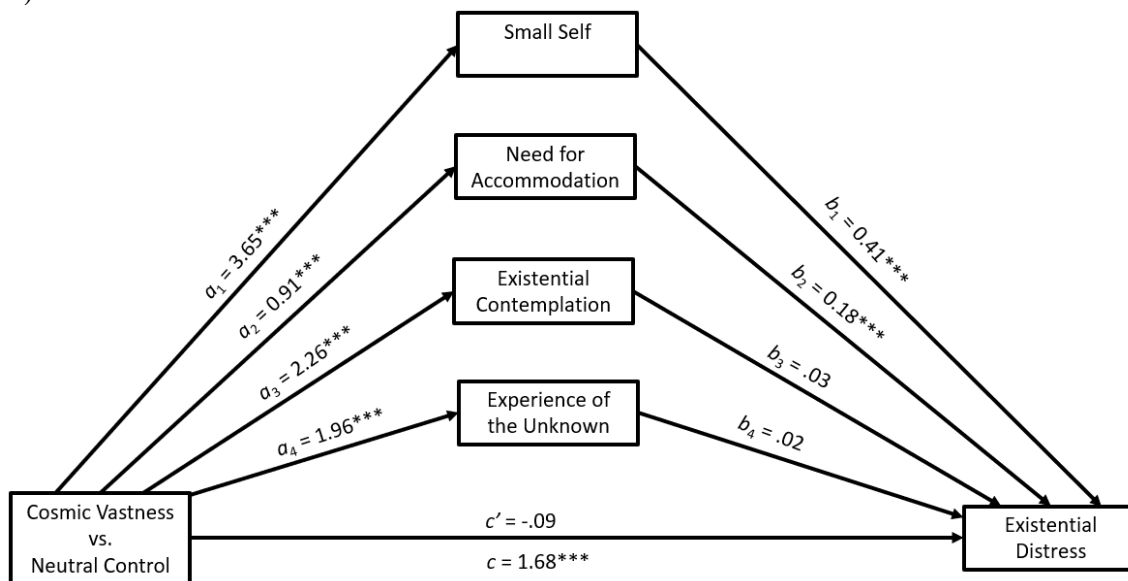 )
Small Self
Need for
Accommodation
Existential
Contemplation
Experience of
the Unknown
Cosmic Vastness
vs.
Neutral Control
Existential
Distress
a₁ = 3.65***
a₂ = 0.91***
a₃ = 2.26***
a₄ = 1.96***
b₁ = 0.41***
b₂ = 0.18***
b₃ = .03
b₄ = .02
c’ = -.09
c = 1.68***